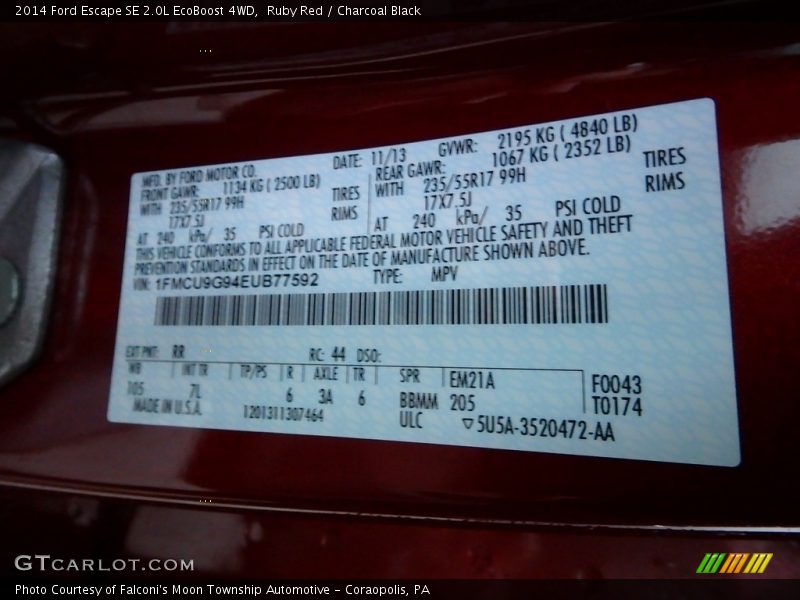 2014 Ford Escape SE 2.0L EcoBoost 4WD,  Ruby Red / Charcoal Black
MFD. BY FORD MOTOR CO. DATE: 11/13 GVWR: 2195 KG ( 4840 LB)
FRONT GAWR: 1134 KG ( 2500 LB) REAR GAWR: 1067 KG ( 2352 LB)
WITH 235/55R17 99H TIRES WITH 235/55R17 99H TIRES
17X7.5J RIMS 17X7.5J RIMS
AT 240 kPa/ 35 PSI COLD AT 240 kPa/ 35 PSI COLD
THIS VEHICLE CONFORMS TO ALL APPLICABLE FEDERAL MOTOR VEHICLE SAFETY AND THEFT
PREVENTION STANDARDS IN EFFECT ON THE DATE OF MANUFACTURE SHOWN ABOVE.
VIN: 1FMCU9G94EUB77592 TYPE: MPV
EXT PNT: RR RC: 44 DSO:
WB INT TR TP/PS R AXLE TR SPR EM21A F0043
105 7L 6 3A 6 BBMM 205 T0174
MADE IN U.S.A. 1201311307464 ULC ▽5U5A-3520472-AA
GTCARLOT.COM
Photo Courtesy of Falconi's Moon Township Automotive – Coraopolis, PA